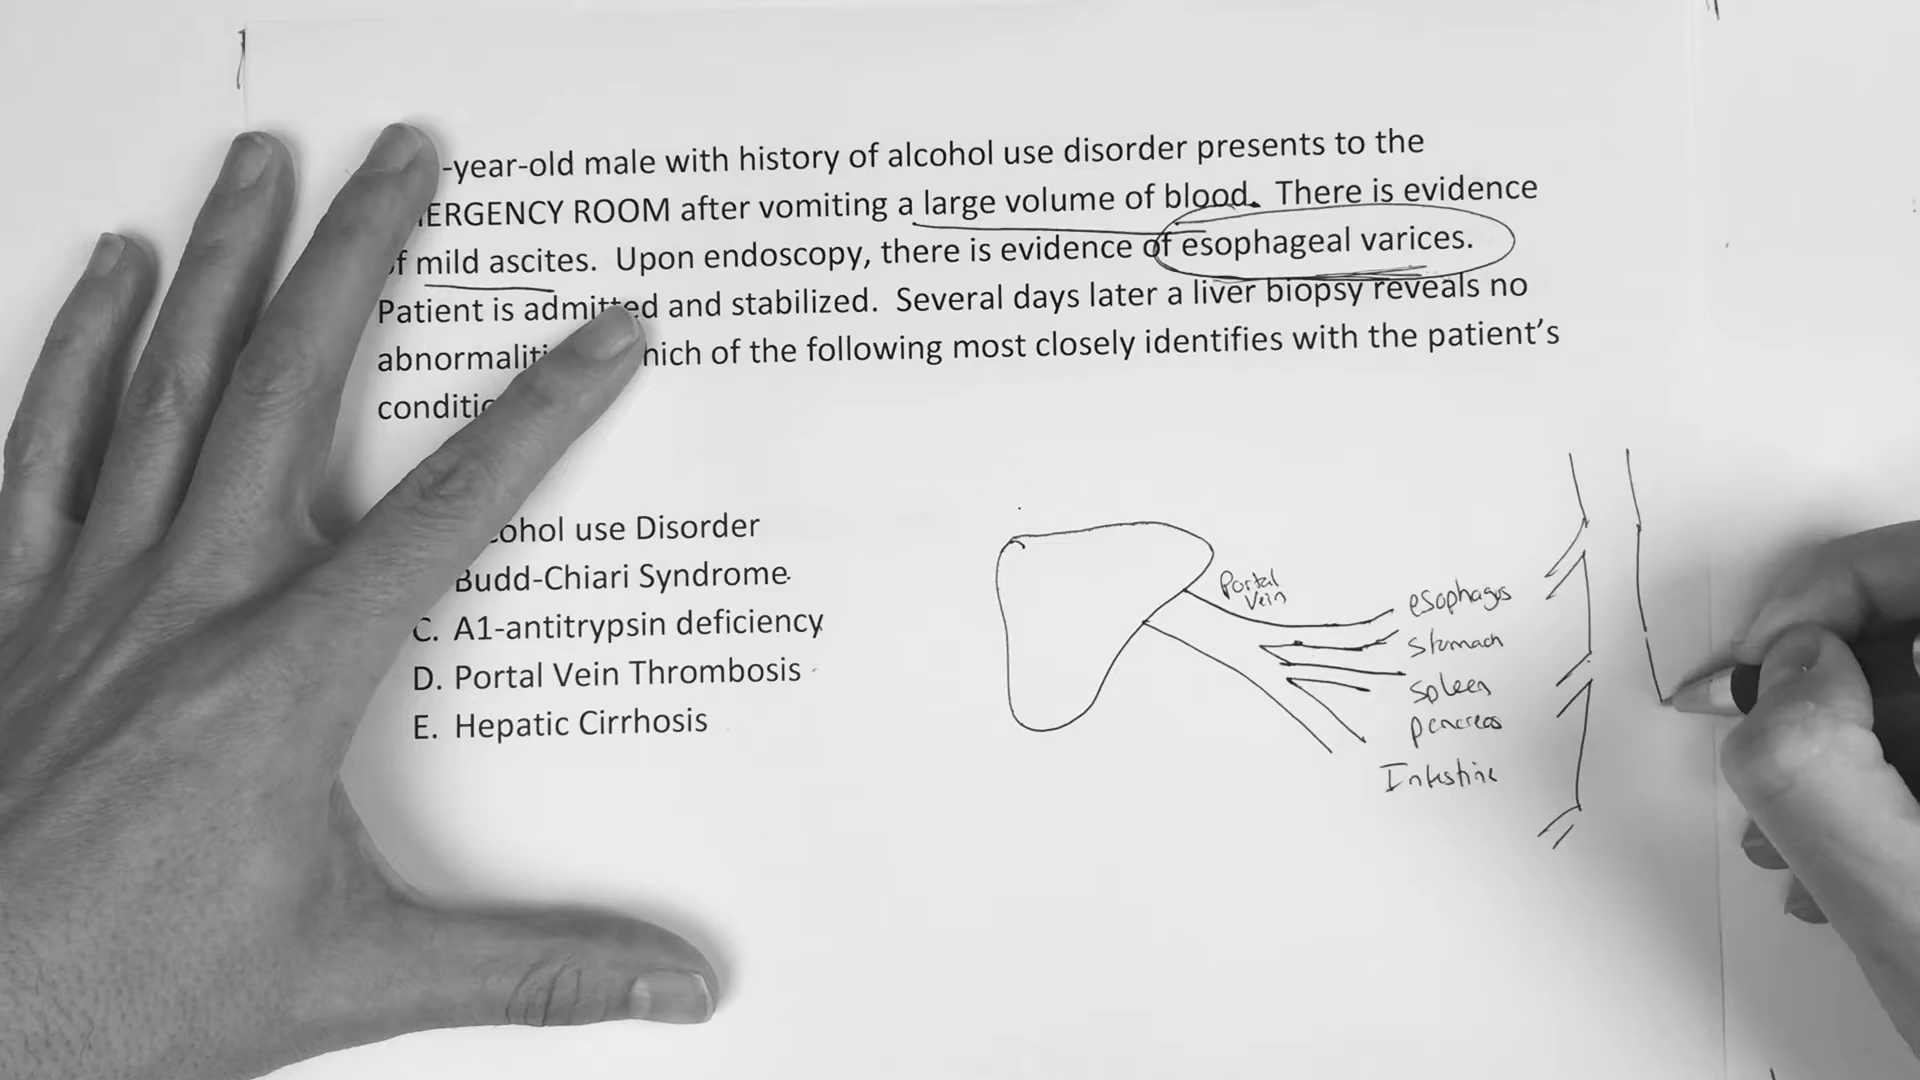 -year-old male with history of alcohol use disorder presents to the
ERGENCY ROOM after vomiting a large volume of blood. There is evidence
of mild ascites. Upon endoscopy, there is evidence of esophageal varices.
Patient is admitted and stabilized. Several days later a liver biopsy reveals no
hich of the following most closely identifies with the patient's
ohol use Disorder
Budd-Chiari Syndrome
C. A1-antitrypsin deficiency
D. Portal Vein Thrombosis
E. Hepatic Cirrhosis
Portal
Vein
esophagus
Stomach
Spleen
pancreas
Intestine